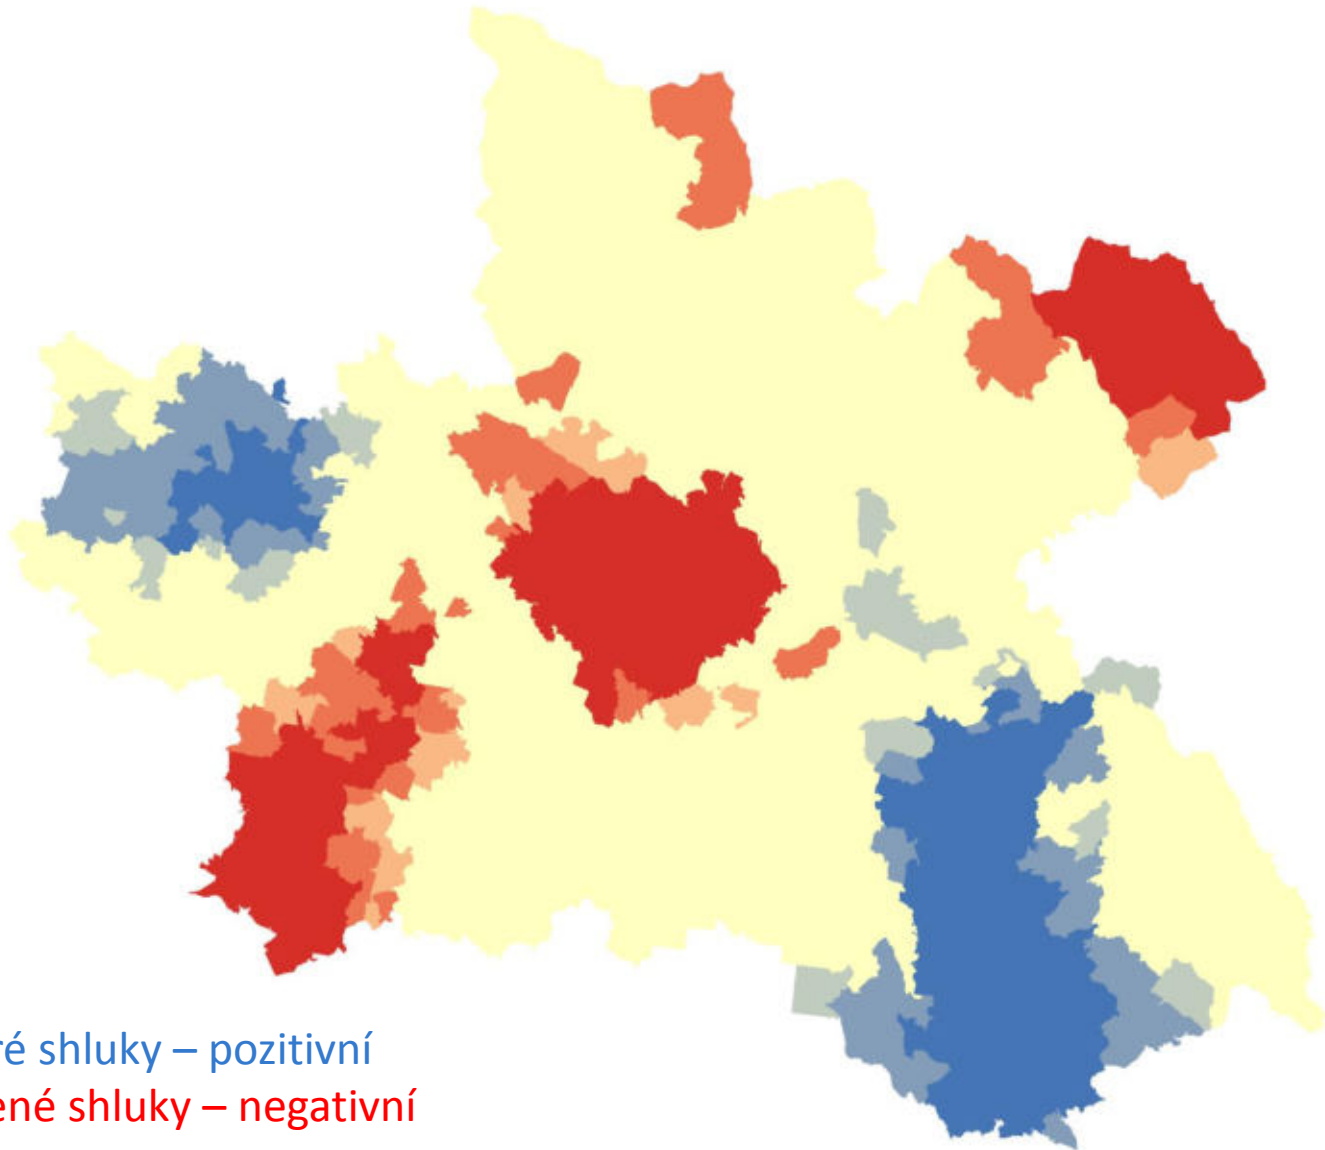 ré shluky – pozitivní
ené shluky – negativní